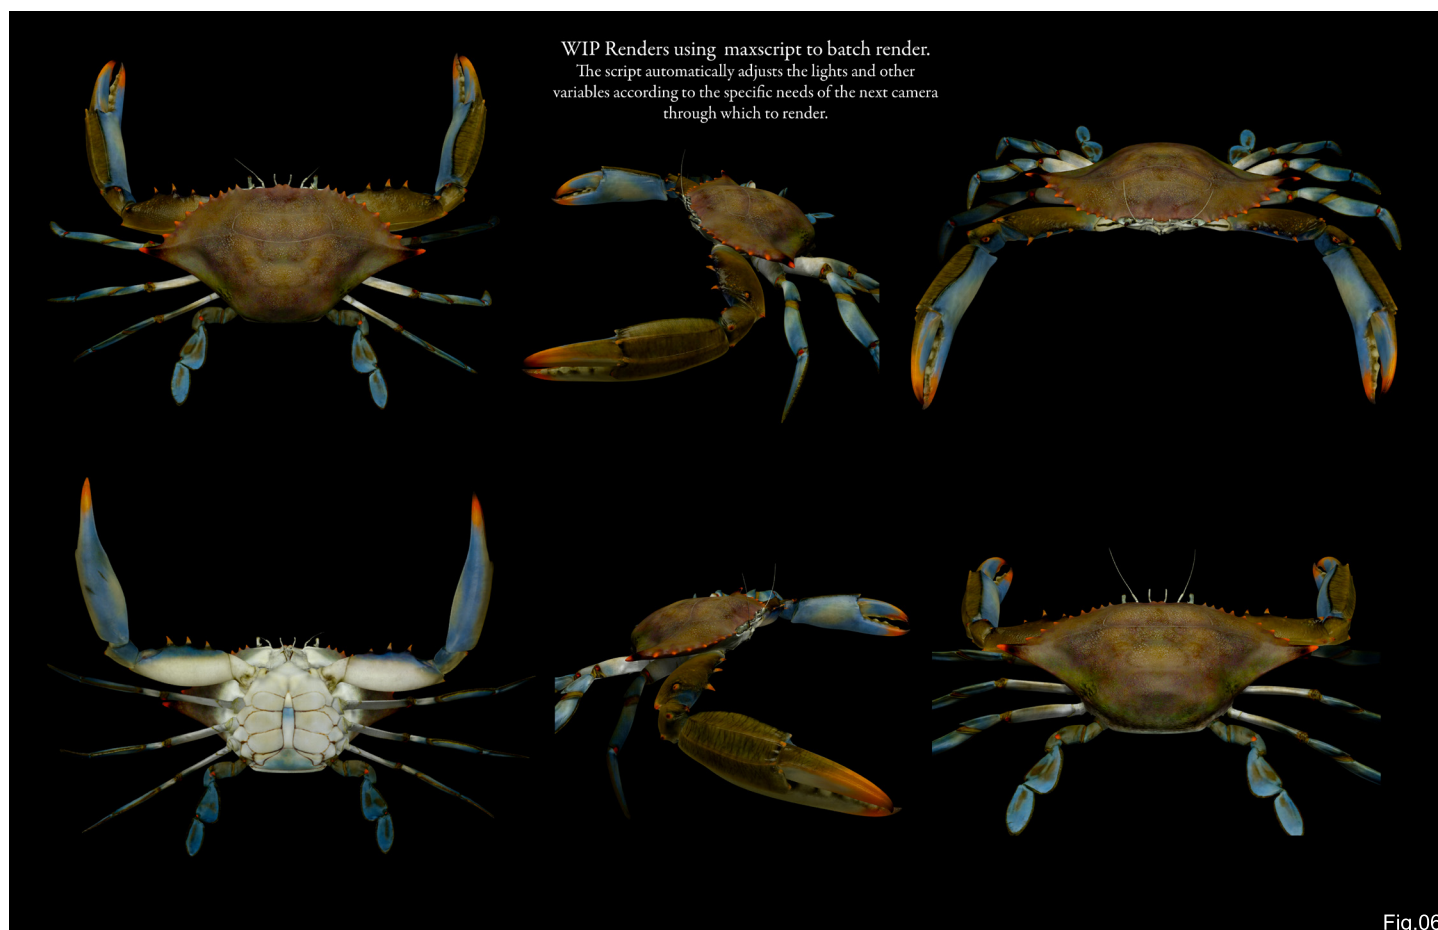 WIP Renders using maxscript to batch render.
The script automatically adjusts the lights and other
variables according to the specific needs of the next camera
through which to render.
Fig.06